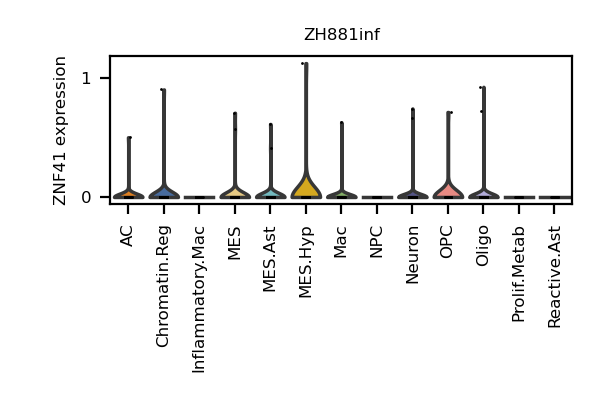 ZH881inf
ZNF41 expression
1
0
AC
Chromatin.Reg
Inflammatory.Mac
MES
MES.Ast
MES.Hyp
Mac
NPC
Neuron
OPC
Oligo
Prolif.Metab
Reactive.Ast